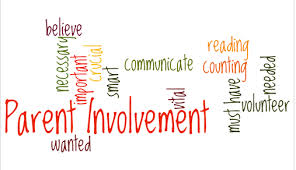 believe
reading
counting
communicate
necessary
important
crucial
smart
vital
must have
volunteer
needed
Parent Involvement
wanted